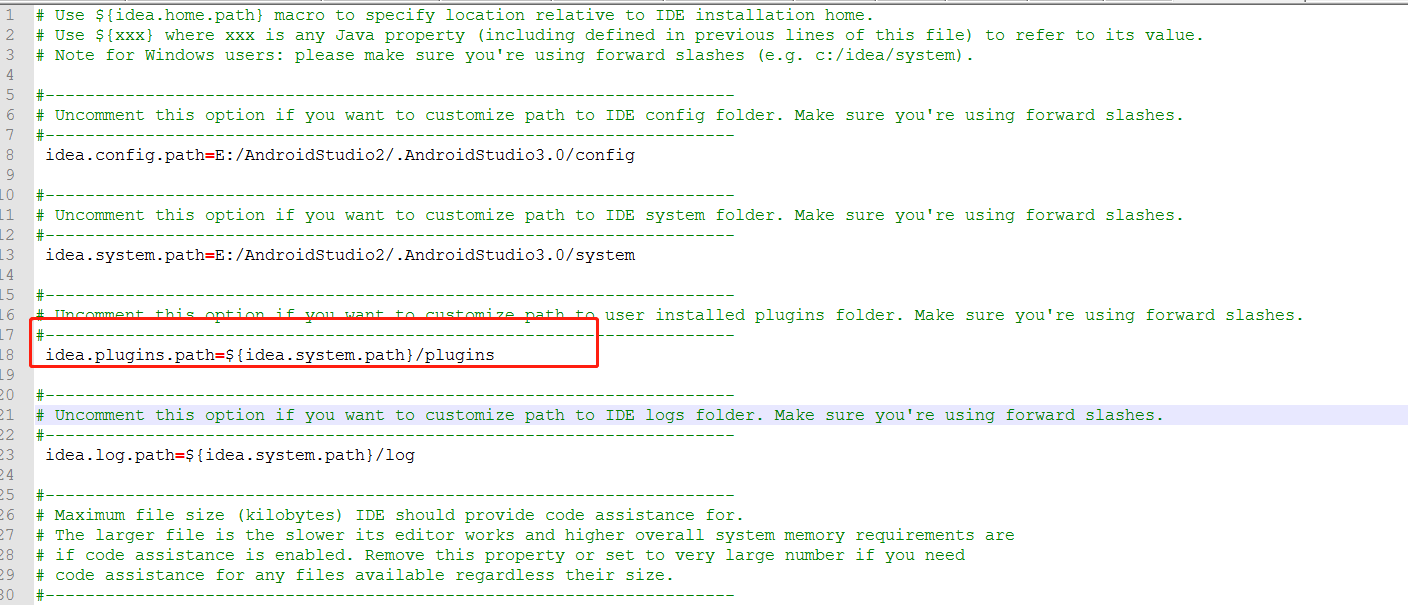 1 # Use ${idea.home.path} macro to specify location relative to IDE installation home.
2 # Use ${xxx} where xxx is any Java property (including defined in previous lines of this file) to refer to its value.
3 # Note for Windows users: please make sure you're using forward slashes (e.g. c:/idea/system).
4
5 #---------------------------------------------------------------------
6 # Uncomment this option if you want to customize path to IDE config folder. Make sure you're using forward slashes.
7 #---------------------------------------------------------------------
8 idea.config.path=E:/AndroidStudio2/.AndroidStudio3.0/config
9
10 #---------------------------------------------------------------------
11 # Uncomment this option if you want to customize path to IDE system folder. Make sure you're using forward slashes.
12 #---------------------------------------------------------------------
13 idea.system.path=E:/AndroidStudio2/.AndroidStudio3.0/system
14
15 #---------------------------------------------------------------------
16 # Uncomment this option if you want to customize path to user installed plugins folder. Make sure you're using forward slashes.
17 #---------------------------------------------------------------------
18 idea.plugins.path=${idea.system.path}/plugins
19
20 #---------------------------------------------------------------------
21 # Uncomment this option if you want to customize path to IDE logs folder. Make sure you're using forward slashes.
22 #---------------------------------------------------------------------
23 idea.log.path=${idea.system.path}/log
24
25 #---------------------------------------------------------------------
26 # Maximum file size (kilobytes) IDE should provide code assistance for.
27 # The larger file is the slower its editor works and higher overall system memory requirements are
28 # if code assistance is enabled. Remove this property or set to very large number if you need
29 # code assistance for any files available regardless their size.
30 #---------------------------------------------------------------------